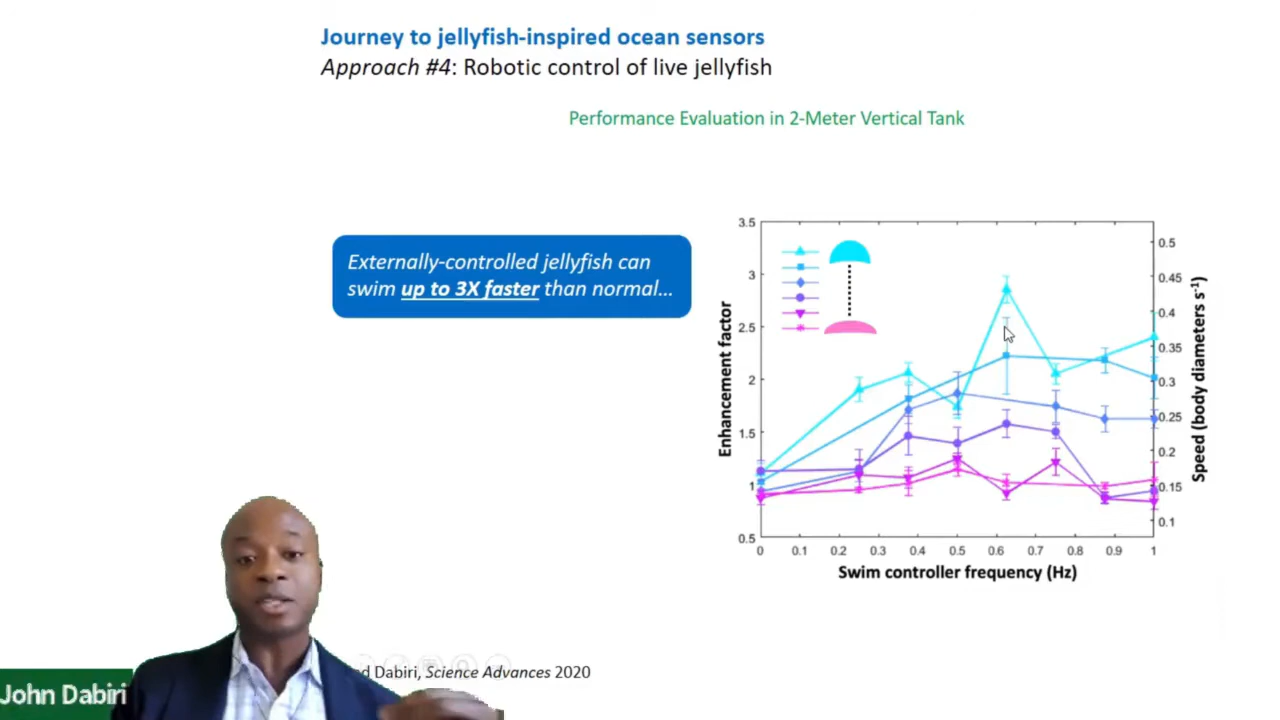 Journey to jellyfish-inspired ocean sensors
Approach #4: Robotic control of live jellyfish
Performance Evaluation in 2-Meter Vertical Tank
Externally-controlled jellyfish can
swim up to 3X faster than normal...
Enhancement factor
3.5
3
2.5
2
1.5
1
0.5
0.5
0.45
0.4
0.35
0.3
0.25
0.2
0.15
0.1
Speed (body diameters s⁻¹)
0 0.1 0.2 0.3 0.4 0.5 0.6 0.7 0.8 0.9 1
Swim controller frequency (Hz)
Dabiri, Science Advances 2020
John Dabiri